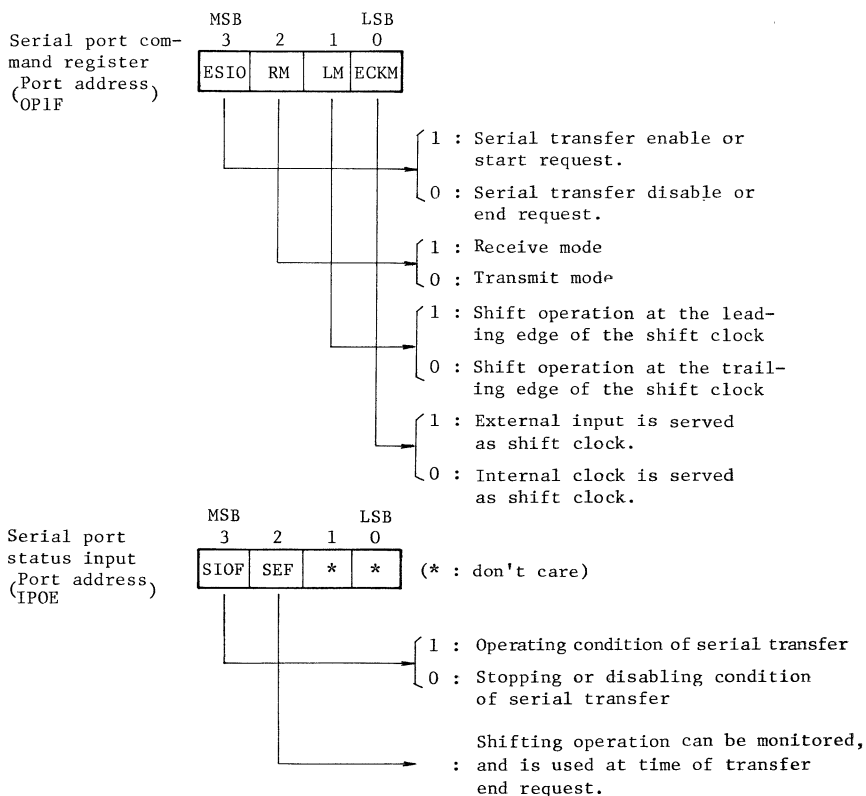 MSB LSB
Serial port com- 3 2 1 0
mand register
ESIO RM LM ECKM
(Port address)
OP1F
1 : Serial transfer enable or
start request.
0 : Serial transfer disable or
end request.
1 : Receive mode
0 : Transmit mode
1 : Shift operation at the lead-
ing edge of the shift clock
0 : Shift operation at the trail-
ing edge of the shift clock
1 : External input is served
as shift clock.
0 : Internal clock is served
as shift clock.
MSB LSB
Serial port 3 2 1 0
status input
SIOF SEF * * (* : don't care)
(Port address)
IPOE
1 : Operating condition of serial transfer
0 : Stopping or disabling condition
of serial transfer
Shifting operation can be monitored,
: and is used at time of transfer
end request.